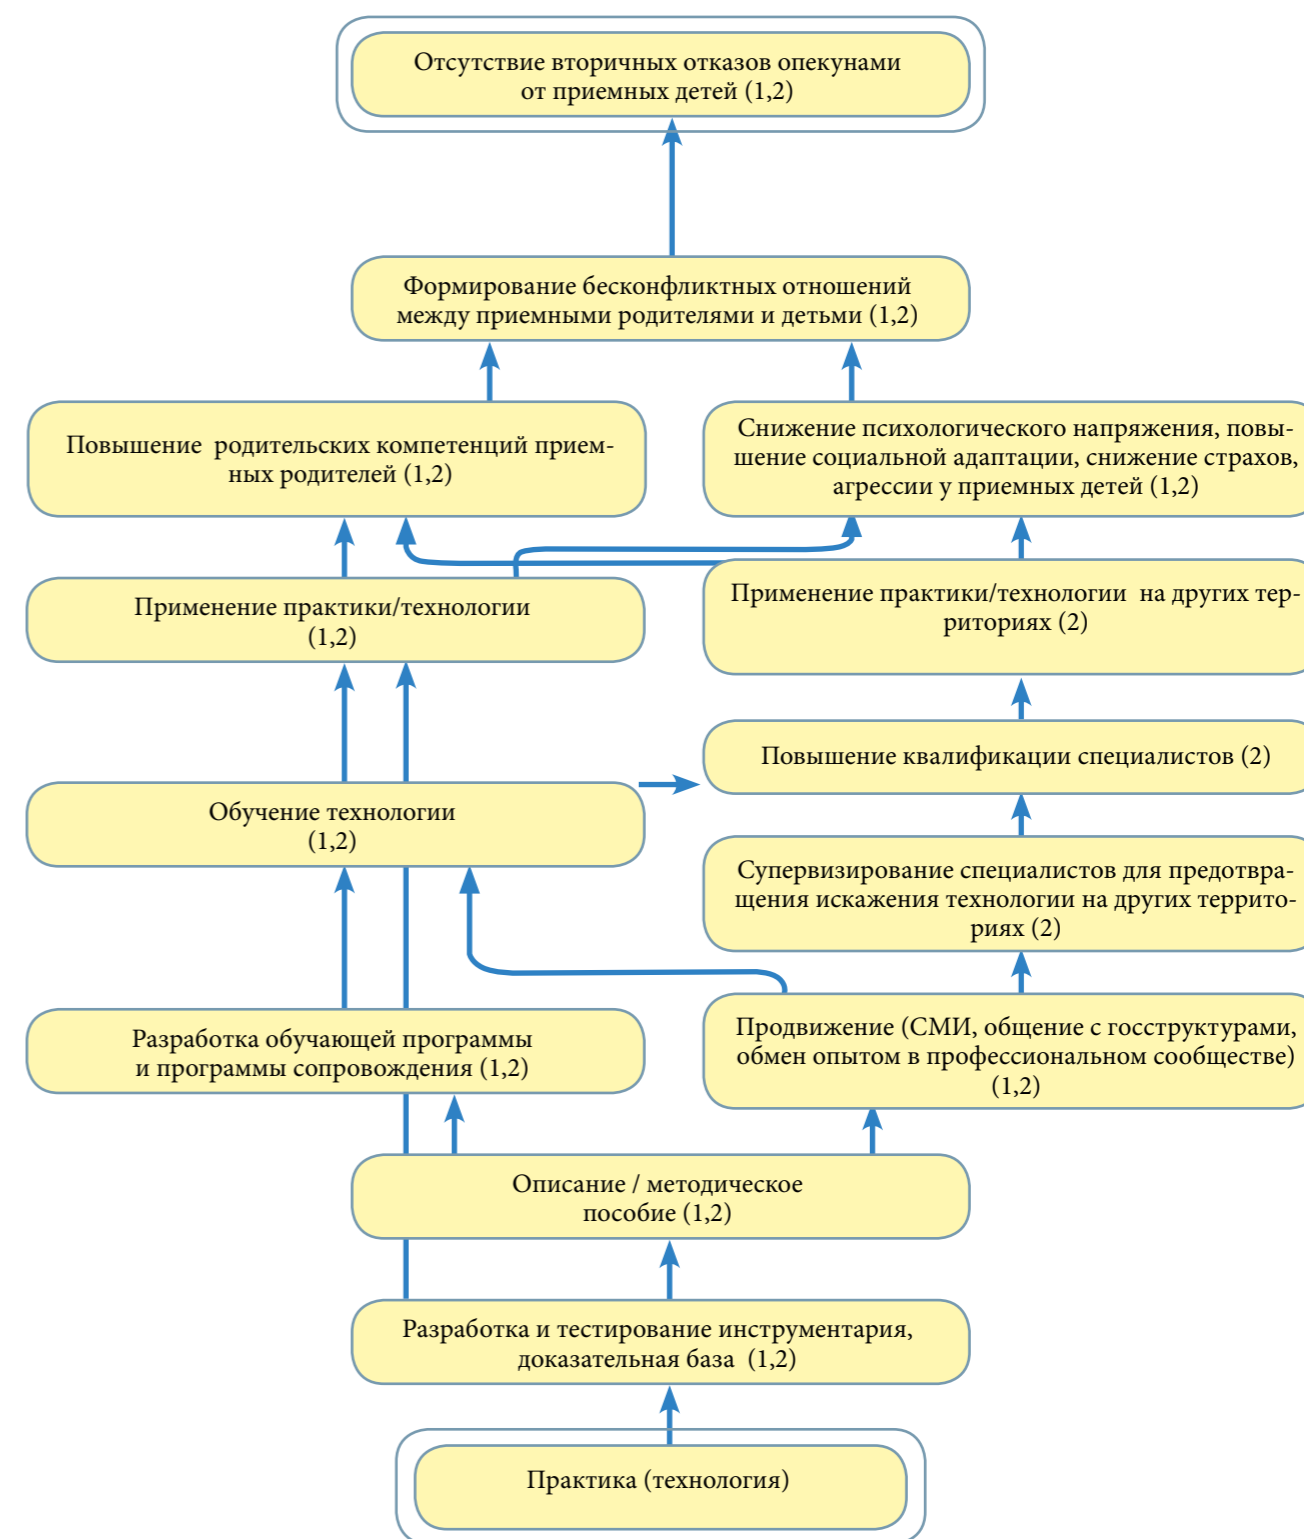 Отсутствие вторичных отказов опекунами
от приемных детей (1,2)
Формирование бесконфликтных отношений
между приемными родителями и детьми (1,2)
Повышение родительских компетенций прием-
ных родителей (1,2)
Снижение психологического напряжения, повы-
шение социальной адаптации, снижение страхов,
агрессии у приемных детей (1,2)
Применение практики/технологии
(1,2)
Применение практики/технологии на других тер-
риториях (2)
Повышение квалификации специалистов (2)
Обучение технологии
(1,2)
Супервизирование специалистов для предотвра-
щения искажения технологии на других террито-
риях (2)
Разработка обучающей программы
и программы сопровождения (1,2)
Продвижение (СМИ, общение с госструктурами,
обмен опытом в профессиональном сообществе)
(1,2)
Описание / методическое
пособие (1,2)
Разработка и тестирование инструментария,
доказательная база (1,2)
Практика (технология)